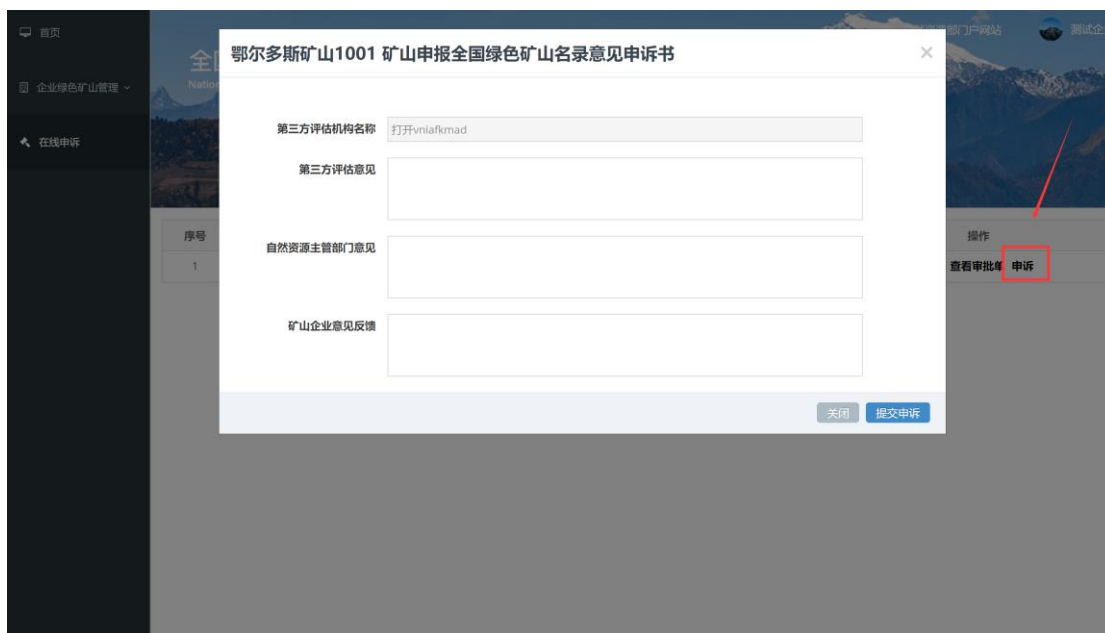 首页
企业绿色矿山管理
在线申诉
全
Nation
部门户网站
测试企
鄂尔多斯矿山1001 矿山申报全国绿色矿山名录意见申诉书
×
第三方评估机构名称
打开vniafkmad
第三方评估意见
自然资源主管部门意见
矿山企业意见反馈
关闭
提交申诉
序号
操作
1
查看审批单
申诉